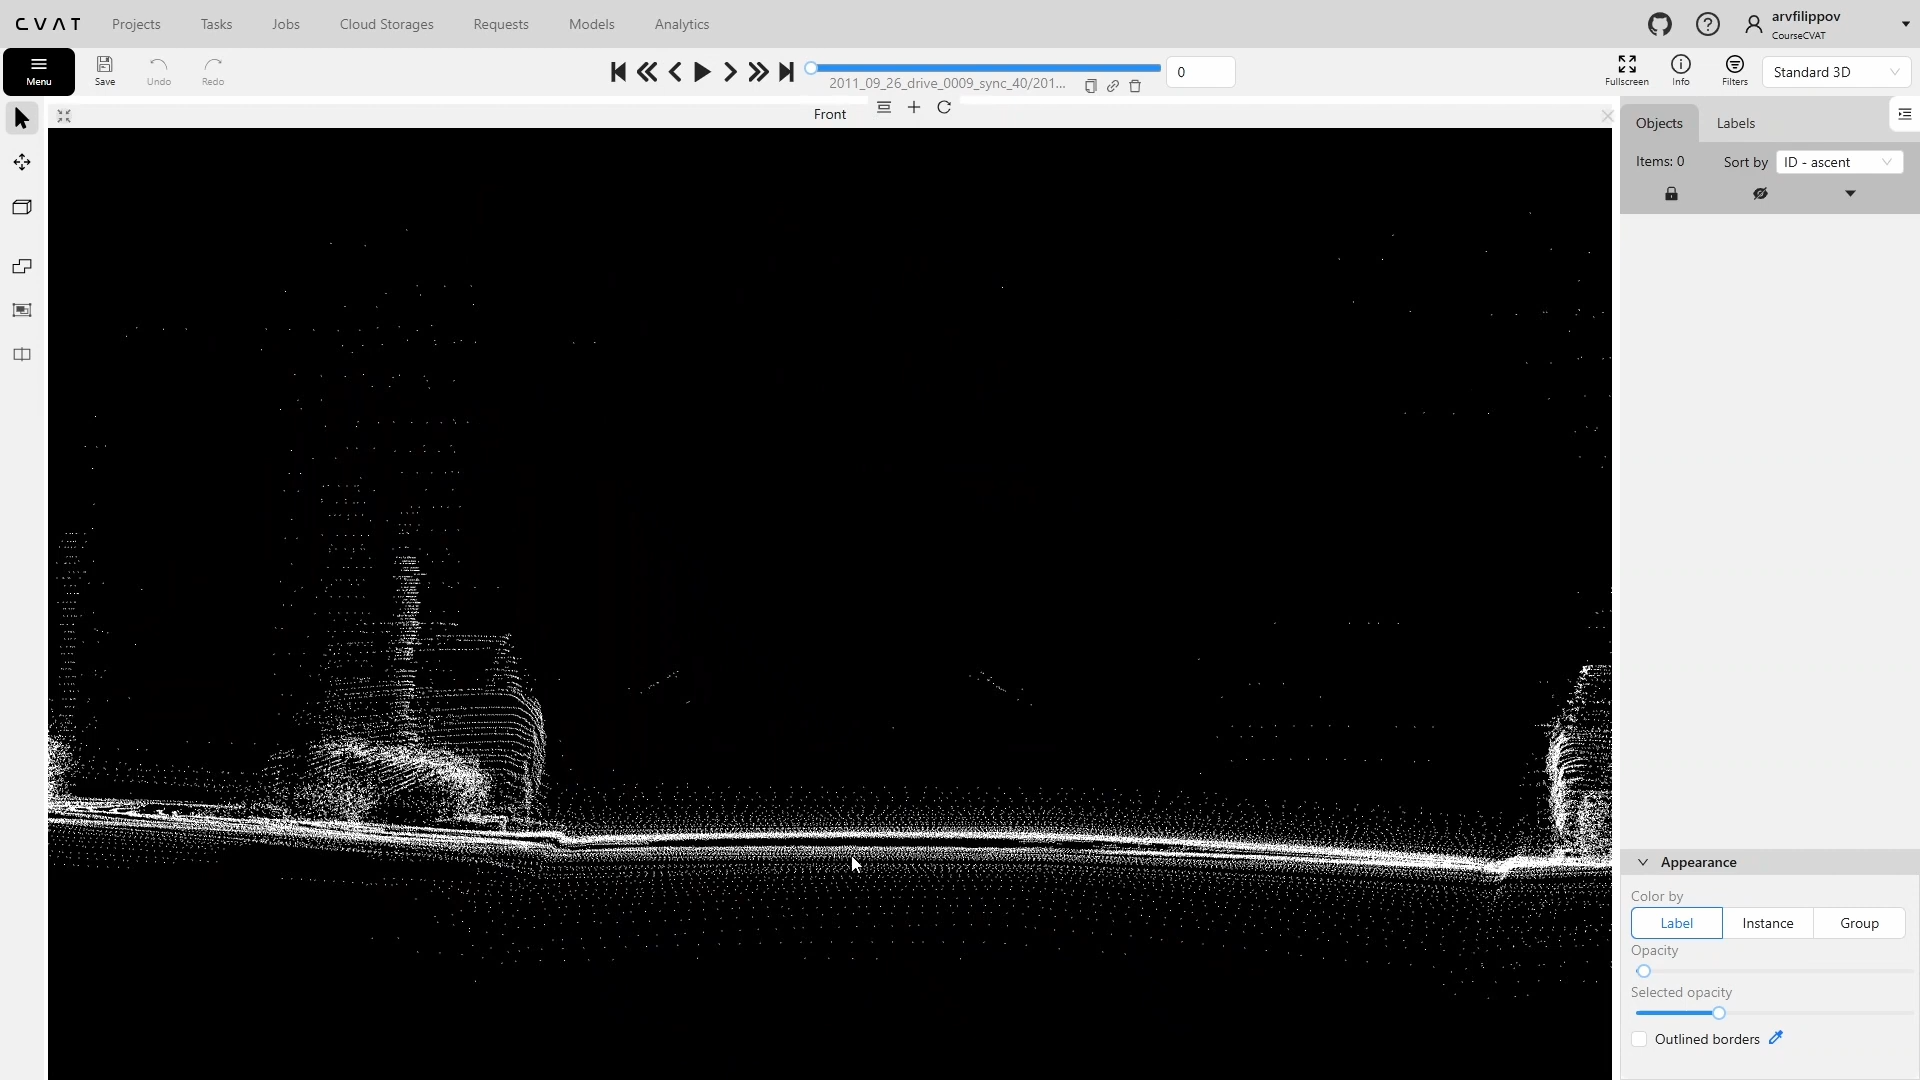 CVAT Projects Tasks Jobs Cloud Storages Requests Models Analytics
arvfilippov
CourseCVAT
Menu Save Undo Redo
2011_09_26_drive_0009_sync_40/201...
0
Fullscreen Info Filters
Standard 3D
Front
Objects Labels
Items: 0 Sort by ID - ascent
Appearance
Color by
Label Instance Group
Opacity
Selected opacity
Outlined borders